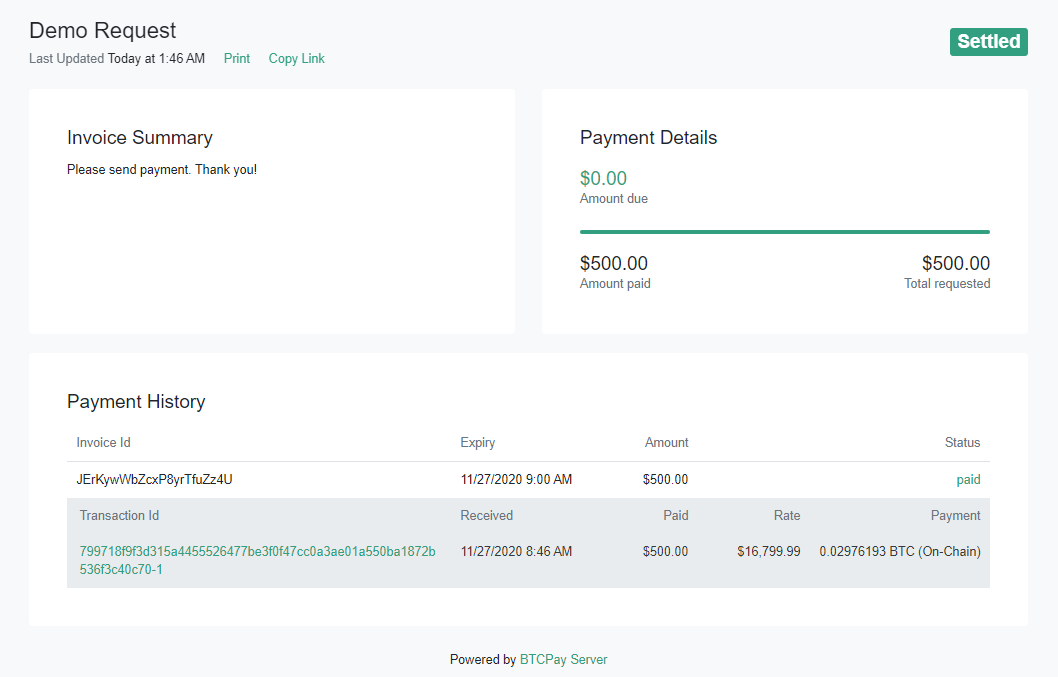 Demo Request
Settled
Last Updated Today at 1:46 AM Print Copy Link
Invoice Summary
Please send payment. Thank you!
Payment Details
$0.00
Amount due
$500.00 $500.00
Amount paid Total requested
Payment History
Invoice Id Expiry Amount Status
JErKywWbZcxP8yrTfuZz4U 11/27/2020 9:00 AM $500.00 paid
Transaction Id Received Paid Rate Payment
799718f9f3d315a4455526477be3f0f47cc0a3ae01a550ba1872b 11/27/2020 8:46 AM $500.00 $16,799.99 0.02976193 BTC (On-Chain)
536f3c40c70-1
Powered by BTCPay Server